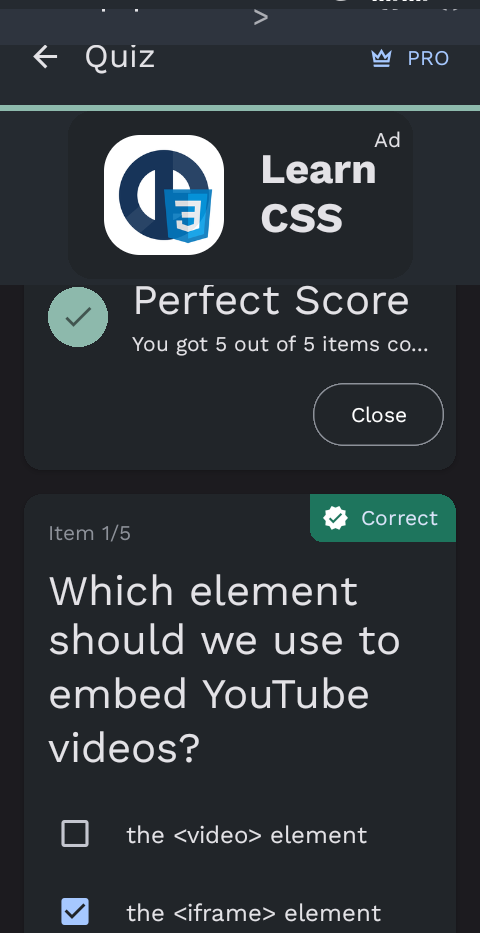 >
Quiz
PRO
Ad
Learn
CSS
3
Perfect Score
You got 5 out of 5 items co...
Close
Item 1/5
Correct
Which element
should we use to
embed YouTube
videos?
the <video> element
the <iframe> element